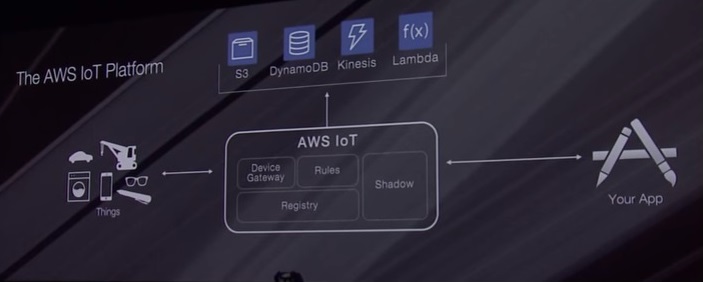 The AWS IoT Platform
S3 DynamoDB Kinesis Lambda
f(x)
AWS IoT
Device
Gateway
Rules
Shadow
Registry
Things
Your App